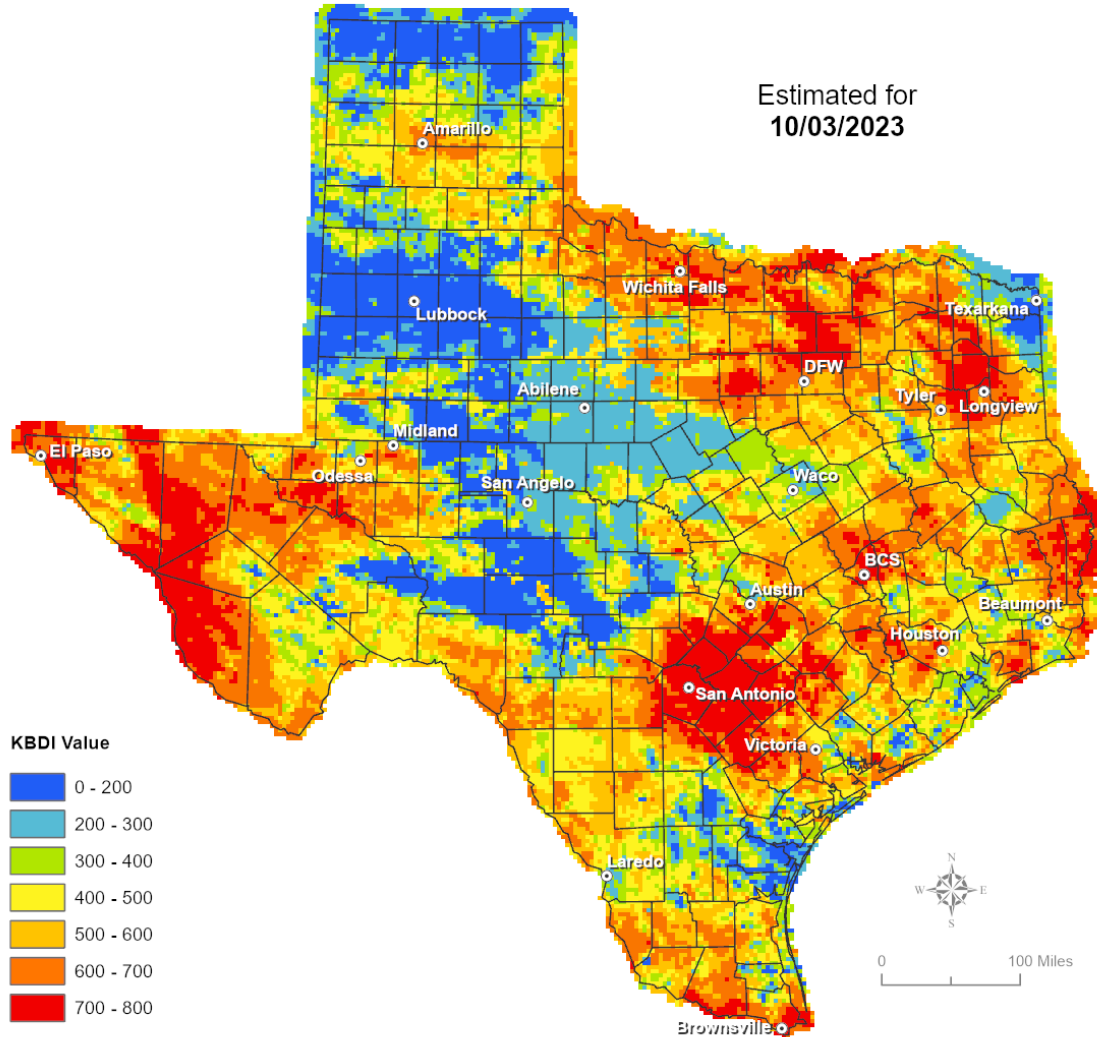 Estimated for
10/03/2023
Amarillo
Wichita Falls
Lubbock
Texarkana
DFW
Abilene
Tyler
Longview
Midland
El Paso
Odessa
San Angelo
Waco
BCS
Austin
Beaumont
Houston
San Antonio
Victoria
Laredo
Brownsville
KBDI Value
0 - 200
200 - 300
300 - 400
400 - 500
500 - 600
600 - 700
700 - 800
N
W E
S
0 100 Miles